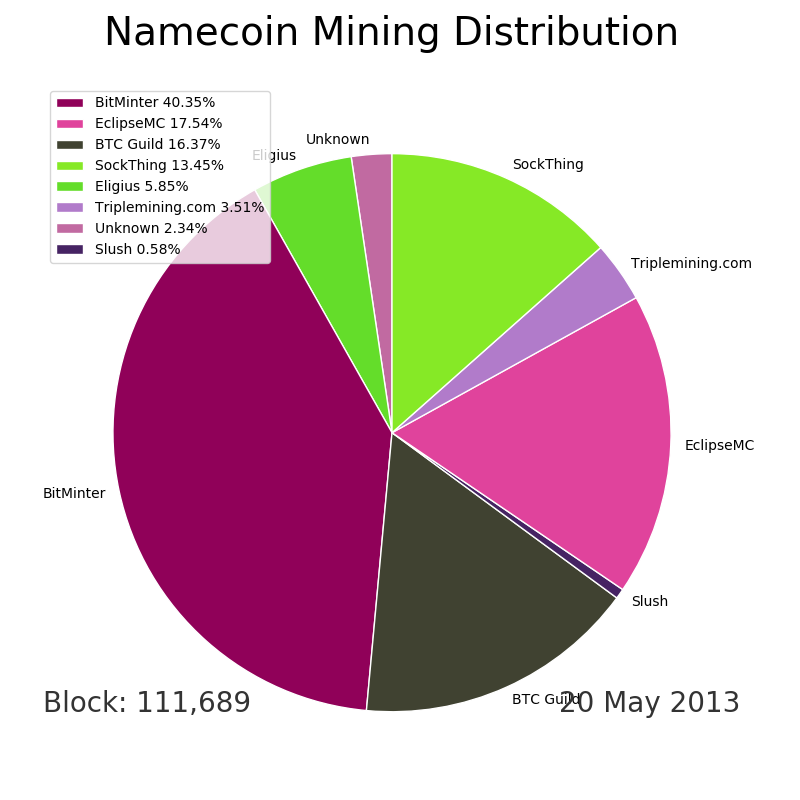 Namecoin Mining Distribution
BitMinter 40.35%
EclipseMC 17.54%
BTC Guild 16.37%
SockThing 13.45%
Eligius 5.85%
Triplemining.com 3.51%
Unknown 2.34%
Slush 0.58%
Unknown
Eligius
SockThing
Triplemining.com
EclipseMC
BitMinter
Slush
BTC Guild
Block: 111,689
20 May 2013